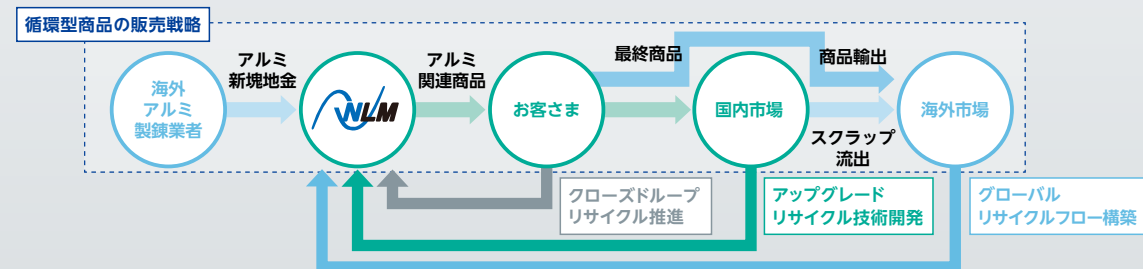 循環型商品の販売戦略
海外
アルミ
製錬業者
アルミ
新塊地金
NLM
アルミ
関連商品
お客さま
最終商品
国内市場
商品輸出
スクラップ
流出
海外市場
クローズドループ
リサイクル推進
アップグレード
リサイクル技術開発
グローバル
リサイクルフロー構築